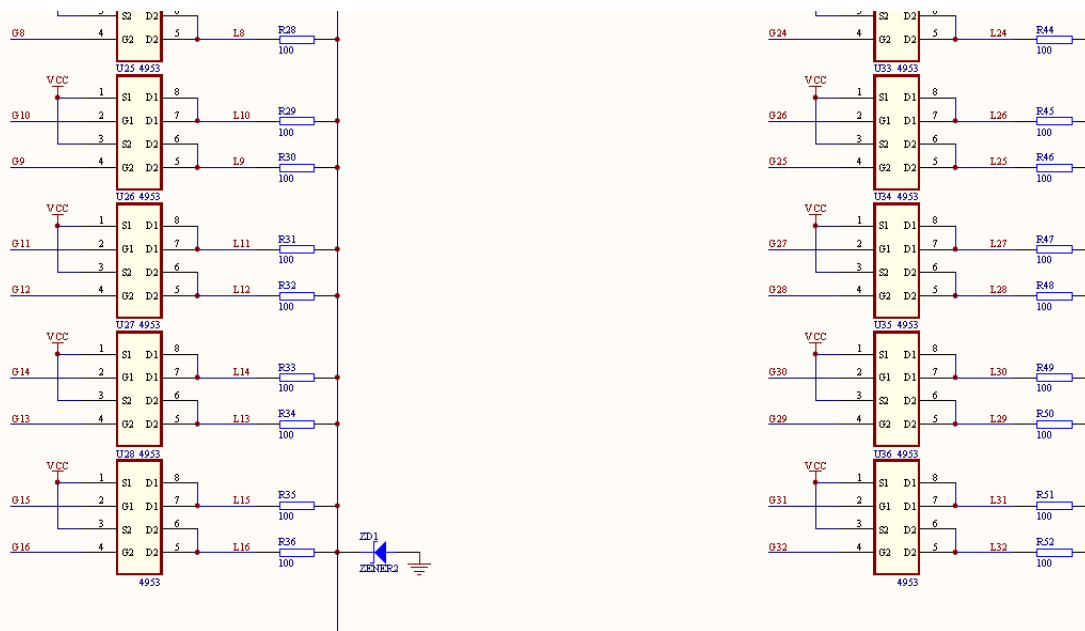 S2 D2 R28 S2 D2 R44
G8 4 G2 D2 5 L8 100 G24 4 G2 D2 5 L24 100
U25 4953 U33 4953
VCC 1 S1 D1 8 VCC 1 S1 D1 8
G10 2 G1 D1 7 L10 R29 100 G26 2 G1 D1 7 L26 R45 100
3 S2 D2 6 3 S2 D2 6
G9 4 G2 D2 5 L9 R30 100 G25 4 G2 D2 5 L25 R46 100
U26 4953 U34 4953
VCC 1 S1 D1 8 VCC 1 S1 D1 8
G11 2 G1 D1 7 L11 R31 100 G27 2 G1 D1 7 L27 R47 100
3 S2 D2 6 3 S2 D2 6
G12 4 G2 D2 5 L12 R32 100 G28 4 G2 D2 5 L28 R48 100
U27 4953 U35 4953
VCC 1 S1 D1 8 VCC 1 S1 D1 8
G14 2 G1 D1 7 L14 R33 100 G30 2 G1 D1 7 L30 R49 100
3 S2 D2 6 3 S2 D2 6
G13 4 G2 D2 5 L13 R34 100 G29 4 G2 D2 5 L29 R50 100
U28 4953 U36 4953
VCC 1 S1 D1 8 VCC 1 S1 D1 8
G15 2 G1 D1 7 L15 R35 100 G31 2 G1 D1 7 L31 R51 100
3 S2 D2 6 3 S2 D2 6
G16 4 G2 D2 5 L16 R36 100 ZD1 ZENER2 G32 4 G2 D2 5 L32 R52 100
4953 4953